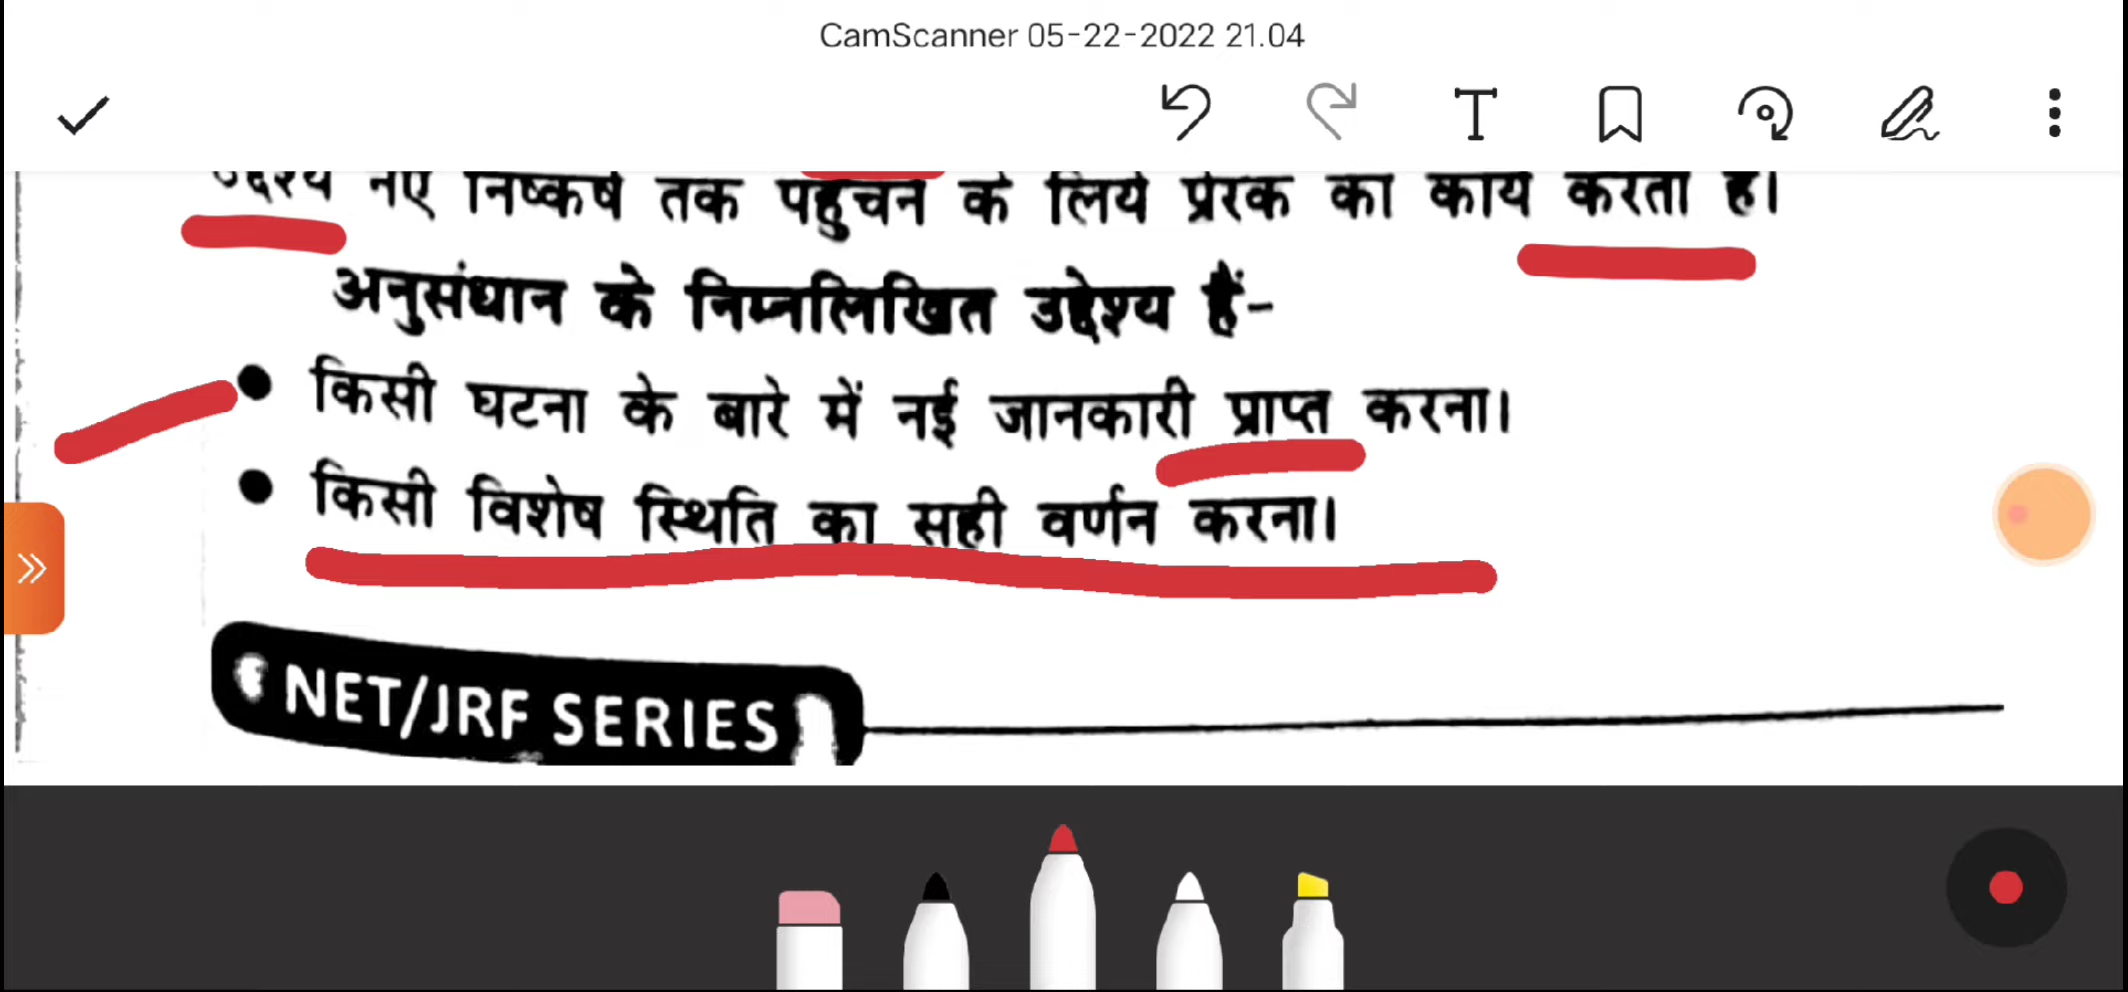 CamScanner 05-22-2022 21.04
उद्देश्य नए निष्कर्ष तक पहुंचने के लिये प्रेरक का कार्य करता है।
अनुसंधान के निम्नलिखित उद्देश्य हैं-
किसी घटना के बारे में नई जानकारी प्राप्त करना।
किसी विशेष स्थिति का सही वर्णन करना।
NET/JRF SERIES